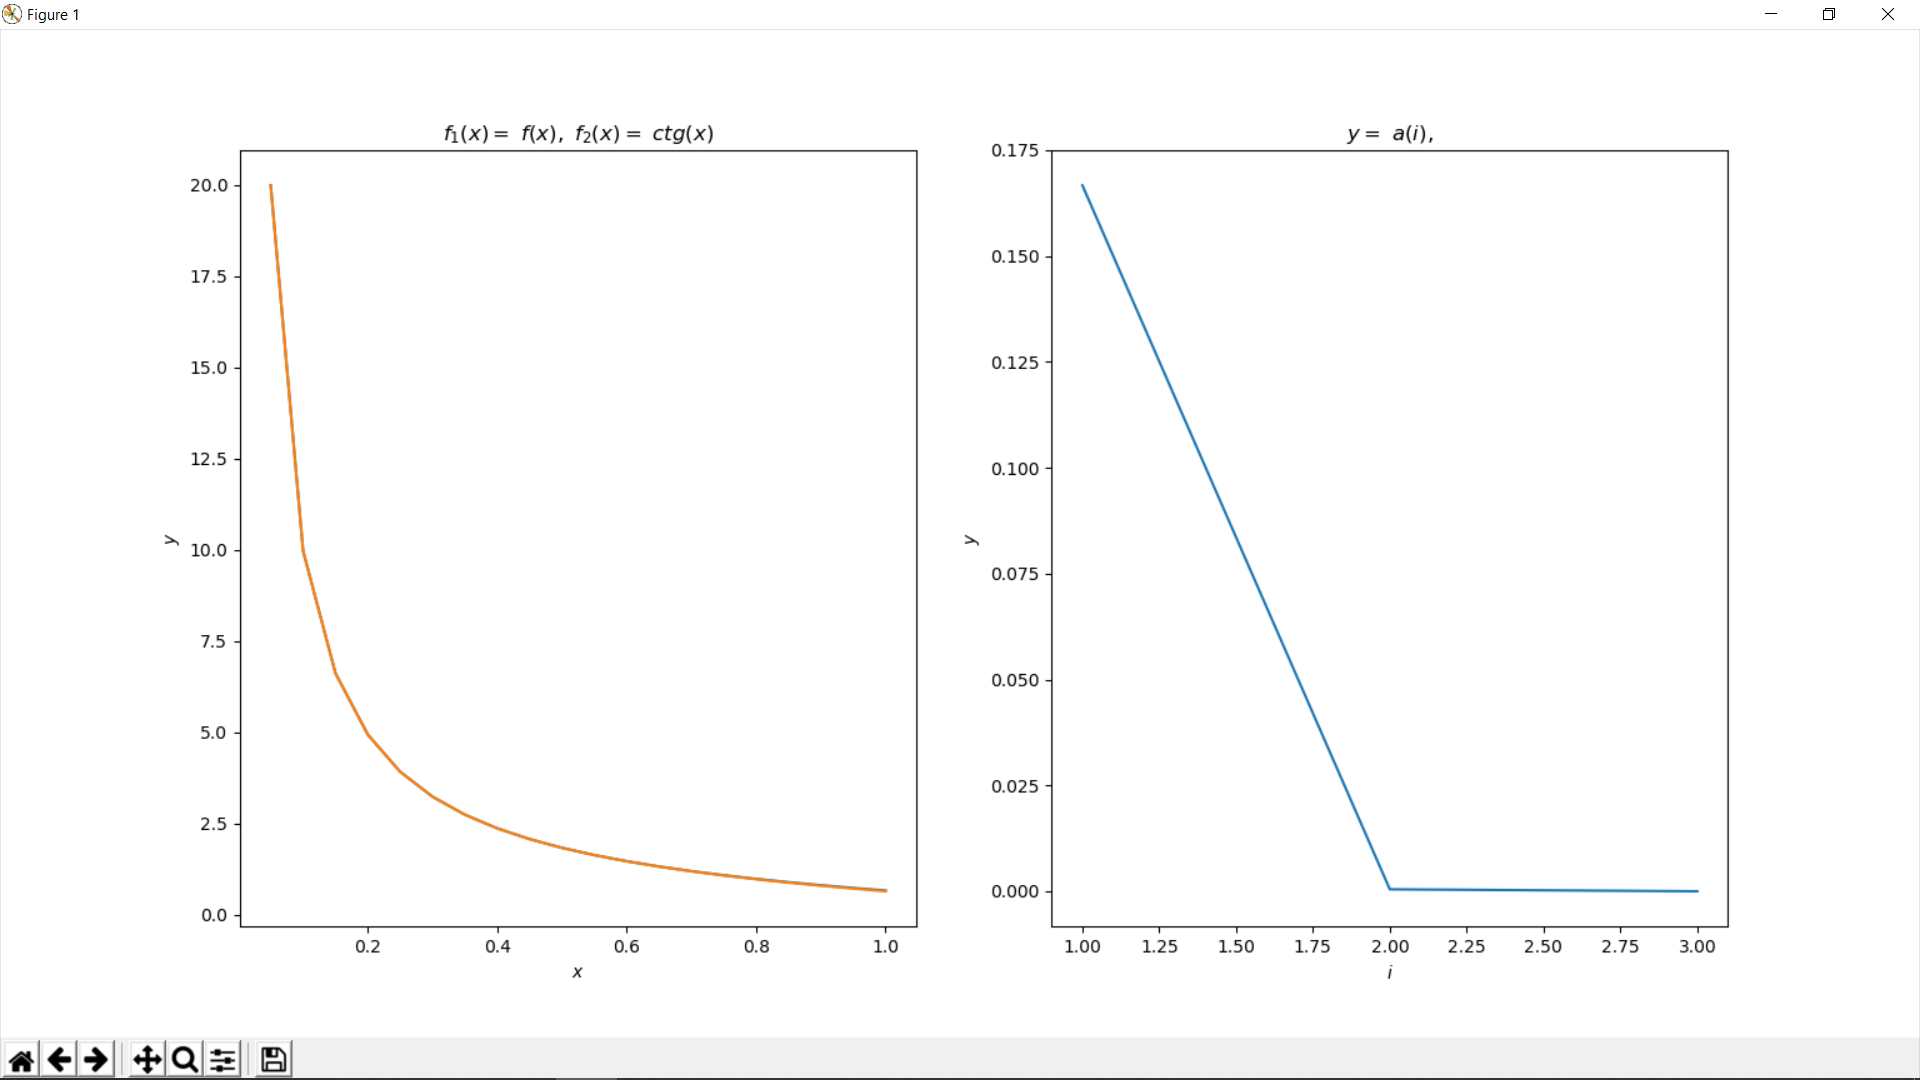 Figure 1
f₁(x) = f(x), f₂(x) = ctg(x)
20.0
17.5
15.0
12.5
10.0
7.5
5.0
2.5
0.0
y
0.2 0.4 0.6 0.8 1.0
x
y = a(i),
0.175
0.150
0.125
0.100
0.075
0.050
0.025
0.000
y
1.00 1.25 1.50 1.75 2.00 2.25 2.50 2.75 3.00
i